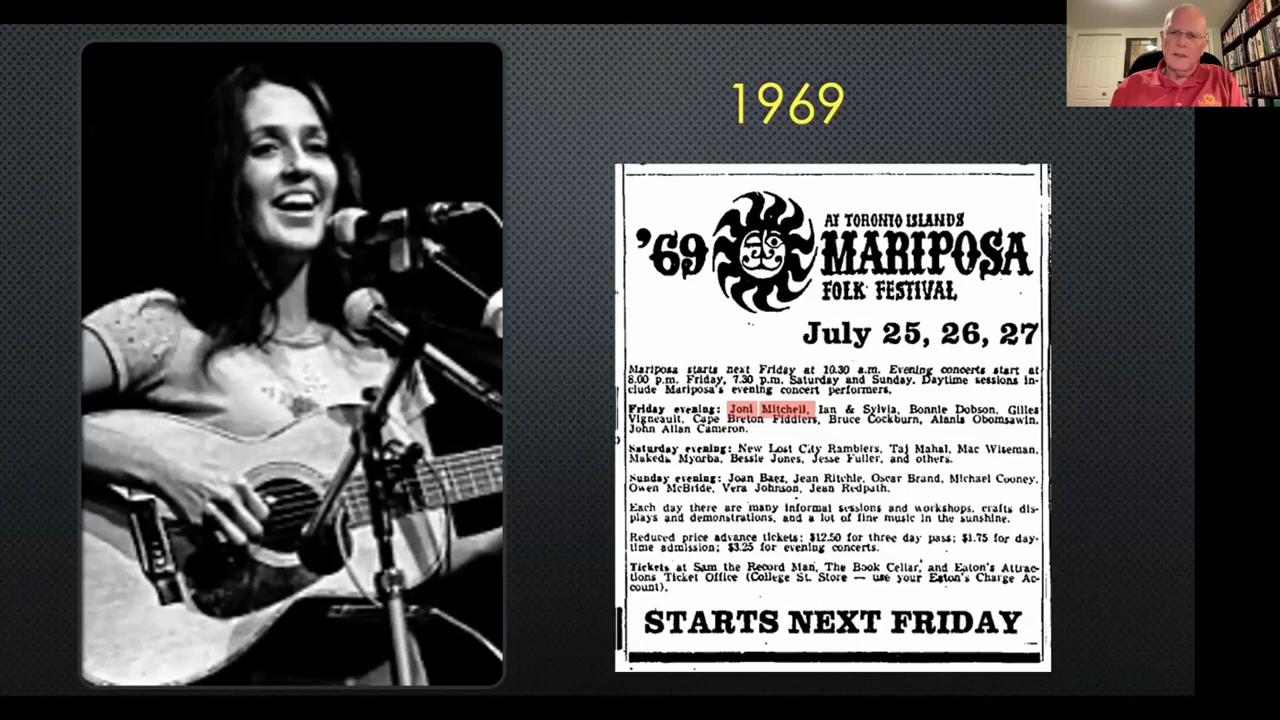 1969
'69
AT TORONTO ISLANDS
MARIPOSA
FOLK FESTIVAL
July 25, 26, 27
Mariposa starts next Friday at 10.30 a.m. Evening concerts start at
8.00 p.m. Friday, 7.30 p.m. Saturday and Sunday. Daytime sessions in-
clude Mariposa's evening concert performers.
Friday evening: Joni Mitchell, Ian & Sylvia, Bonnie Dobson, Gilles
Vigneault, Cape Breton Fiddlers, Bruce Cockburn, Alanis Obomsawin,
John Allan Cameron.
Saturday evening: New Lost City Ramblers, Taj Mahal, Mac Wiseman,
Makeda Myorba, Bessie Jones, Jesse Fuller, and others.
Sunday evening: Joan Baez, Jean Ritchie, Oscar Brand, Michael Cooney,
Owen McBride, Vera Johnson, Jean Redpath.
Each day there are many informal sessions and workshops, crafts dis-
plays and demonstrations, and a lot of fine music in the sunshine.
Reduced price advance tickets: $12.50 for three day pass; $1.75 for day-
time admission; $3.25 for evening concerts.
Tickets at Sam the Record Man, The Book Cellar, and Eaton's Attrac-
tions Ticket Office (College St. Store — use your Eaton's Charge Ac-
count).
STARTS NEXT FRIDAY